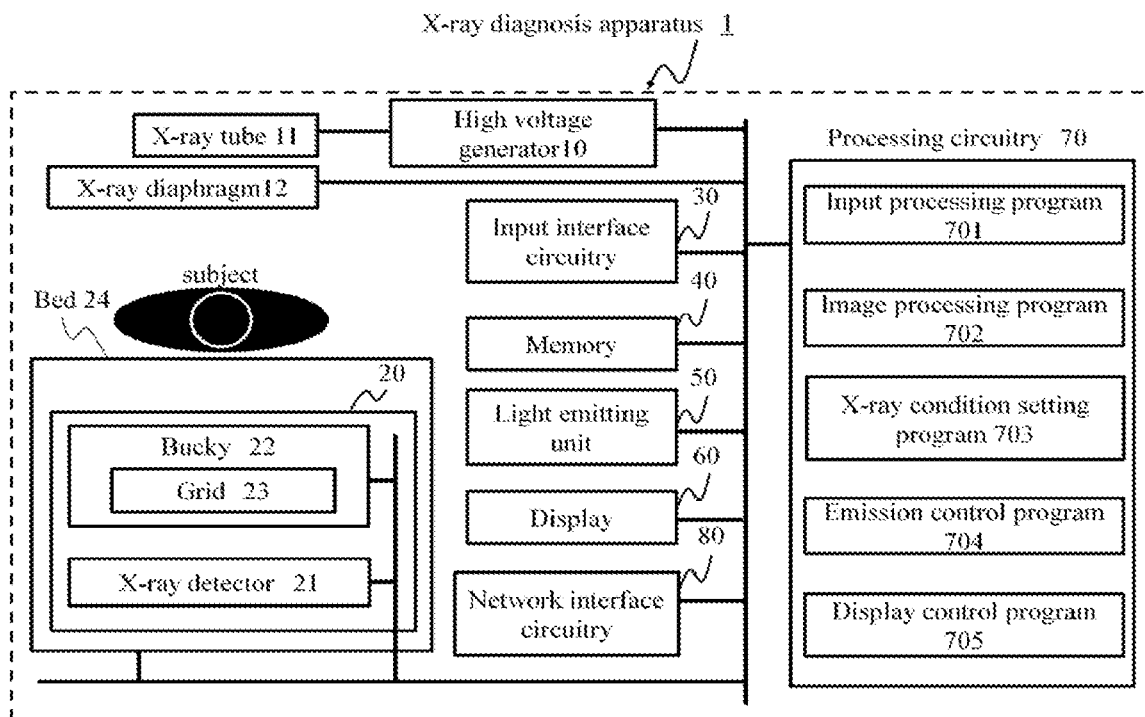 X-ray diagnosis apparatus 1
X-ray tube 11
High voltage
generator10
X-ray diaphragm12
Processing circuitry 70
Input processing program
701
Image processing program
702
X-ray condition setting
program 703
Emission control program
704
Display control program
705
30
Input interface
circuitry
40
Memory
50
Light emitting
unit
60
Display
80
Network interface
circuitry
subject
Bed 24
20
Bucky 22
Grid 23
X-ray detector 21